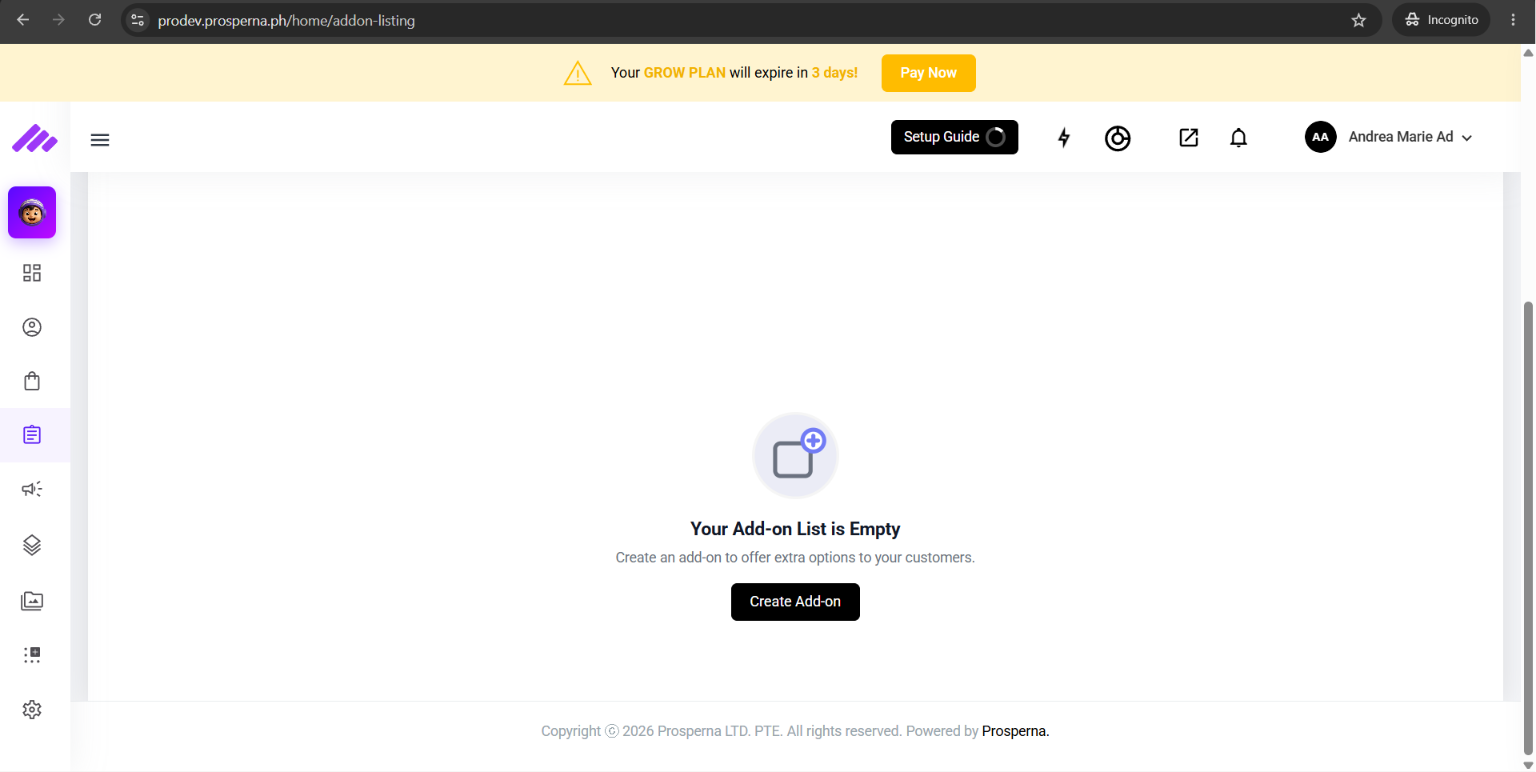 prodev.prosperna.ph/home/addon-listing
Incognito
Your GROW PLAN will expire in 3 days!
Pay Now
Setup Guide
AA
Andrea Marie Ad
Your Add-on List is Empty
Create an add-on to offer extra options to your customers.
Create Add-on
Copyright © 2026 Prosperna LTD. PTE. All rights reserved. Powered by Prosperna.